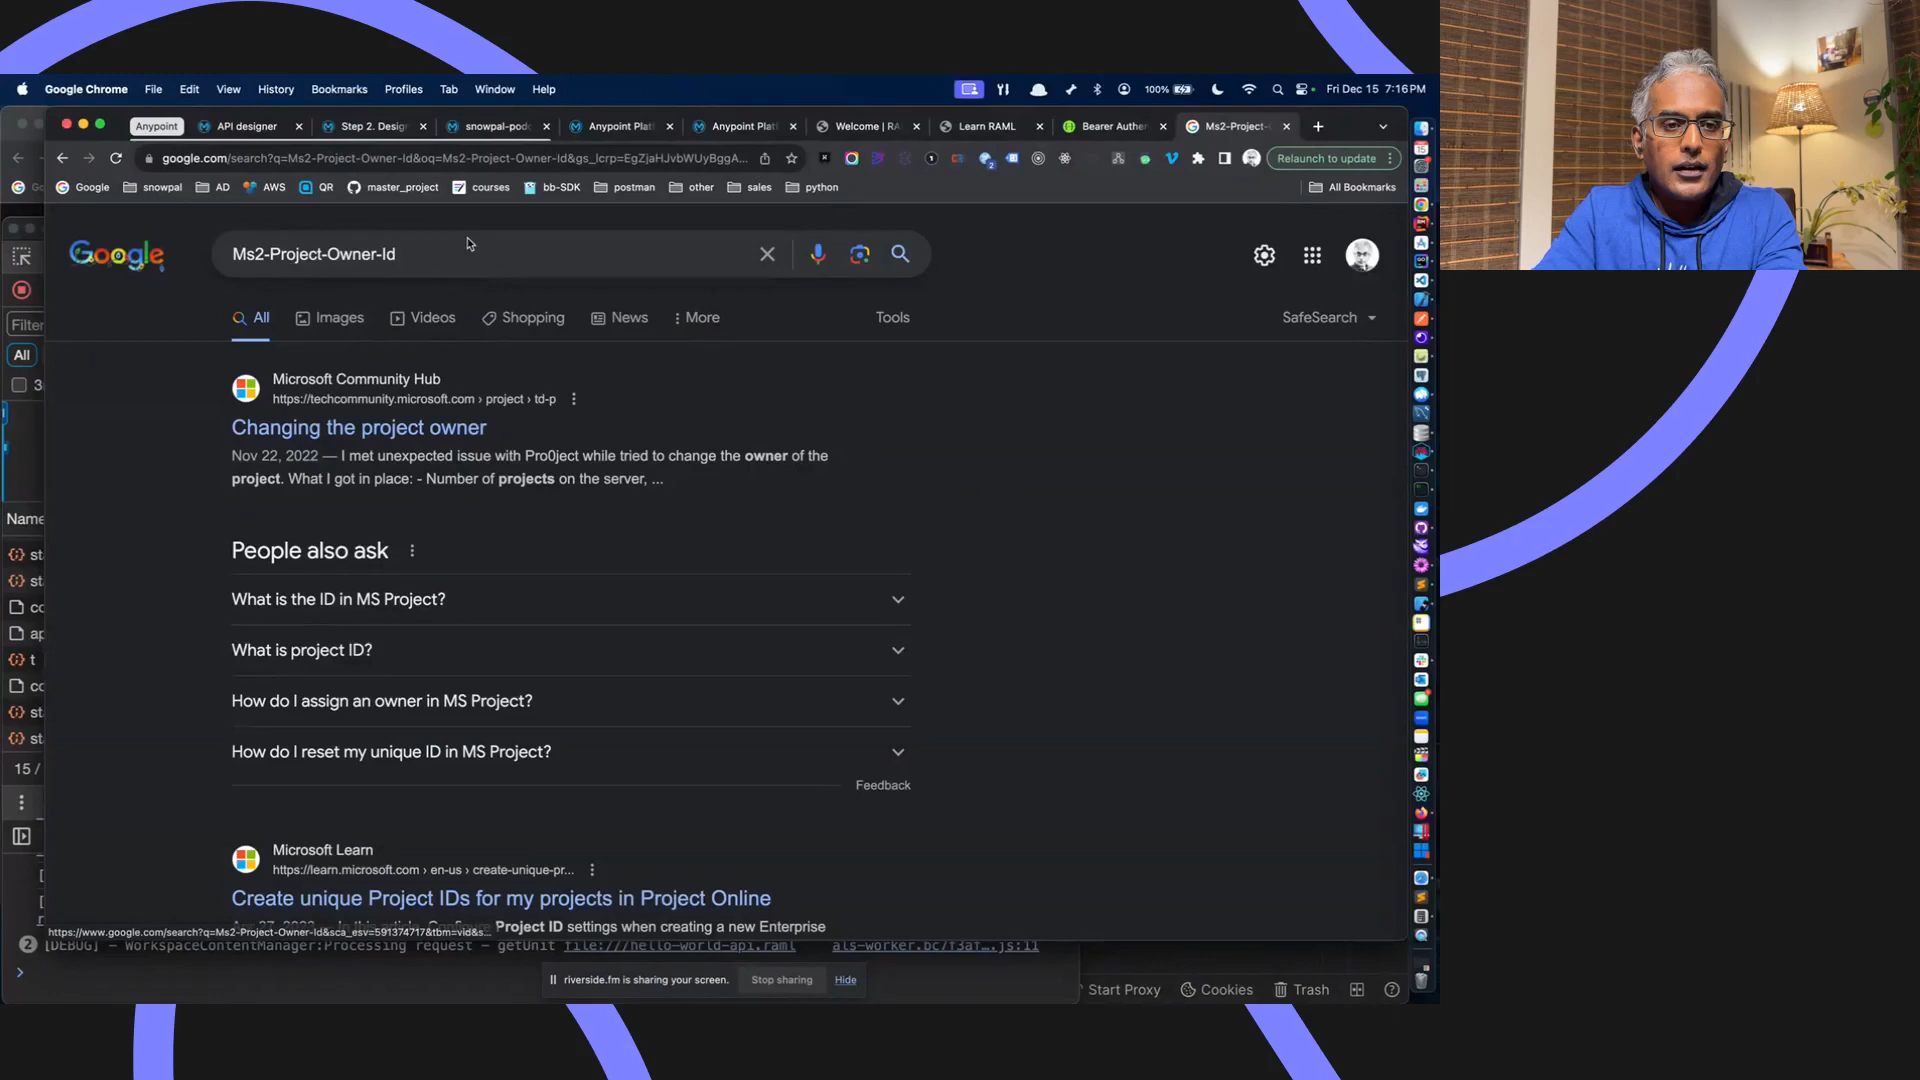 Google Chrome File Edit View History Bookmarks Profiles Tab Window Help 100% Fri Dec 15 7:16 PM
Anypoint API designer Step 2. Desig snowpal-pod Anypoint Plat Anypoint Plat Welcome | RA Learn RAML Bearer Authe Ms2-Project-
google.com/search?q=Ms2-Project-Owner-Id&oq=Ms2-Project-Owner-Id&gs_lcrp=EgZjaHJvbWUyBggA... Relaunch to update
Google snowpal AD AWS QR master_project courses bb-SDK postman other sales python All Bookmarks
Google
Ms2-Project-Owner-Id
All Images Videos Shopping News More Tools SafeSearch
Filter
All
Microsoft Community Hub
https://techcommunity.microsoft.com › project › td-p
Changing the project owner
Nov 22, 2022 — I met unexpected issue with Pro0ject while tried to change the owner of the
project. What I got in place: - Number of projects on the server, ...
Name
People also ask
What is the ID in MS Project?
What is project ID?
How do I assign an owner in MS Project?
How do I reset my unique ID in MS Project?
15 /
Feedback
Microsoft Learn
https://learn.microsoft.com › en-us › create-unique-pr...
Create unique Project IDs for my projects in Project Online
Project ID settings when creating a new Enterprise
https://www.google.com/search?q=Ms2-Project-Owner-Id&sca_esv=591374717&tbm=vid&s...
2 [DEBUG] - WorkspaceContentManager:Processing request - getUnit file:///hello-world-api.raml
riverside.fm is sharing your screen. Stop sharing Hide
Start Proxy Cookies Trash